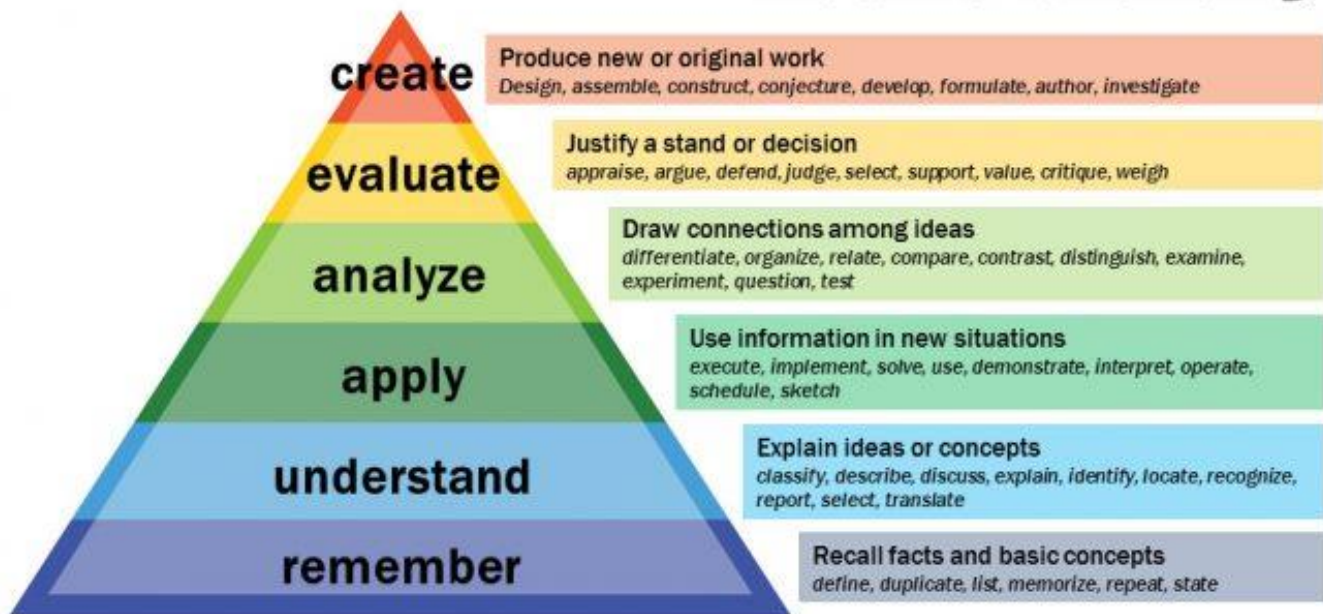 create
Produce new or original work
Design, assemble, construct, conjecture, develop, formulate, author, investigate
evaluate
Justify a stand or decision
appraise, argue, defend, judge, select, support, value, critique, weigh
analyze
Draw connections among ideas
differentiate, organize, relate, compare, contrast, distinguish, examine,
experiment, question, test
apply
Use information in new situations
execute, implement, solve, use, demonstrate, interpret, operate,
schedule, sketch
understand
Explain ideas or concepts
classify, describe, discuss, explain, identify, locate, recognize,
report, select, translate
remember
Recall facts and basic concepts
define, duplicate, list, memorize, repeat, state